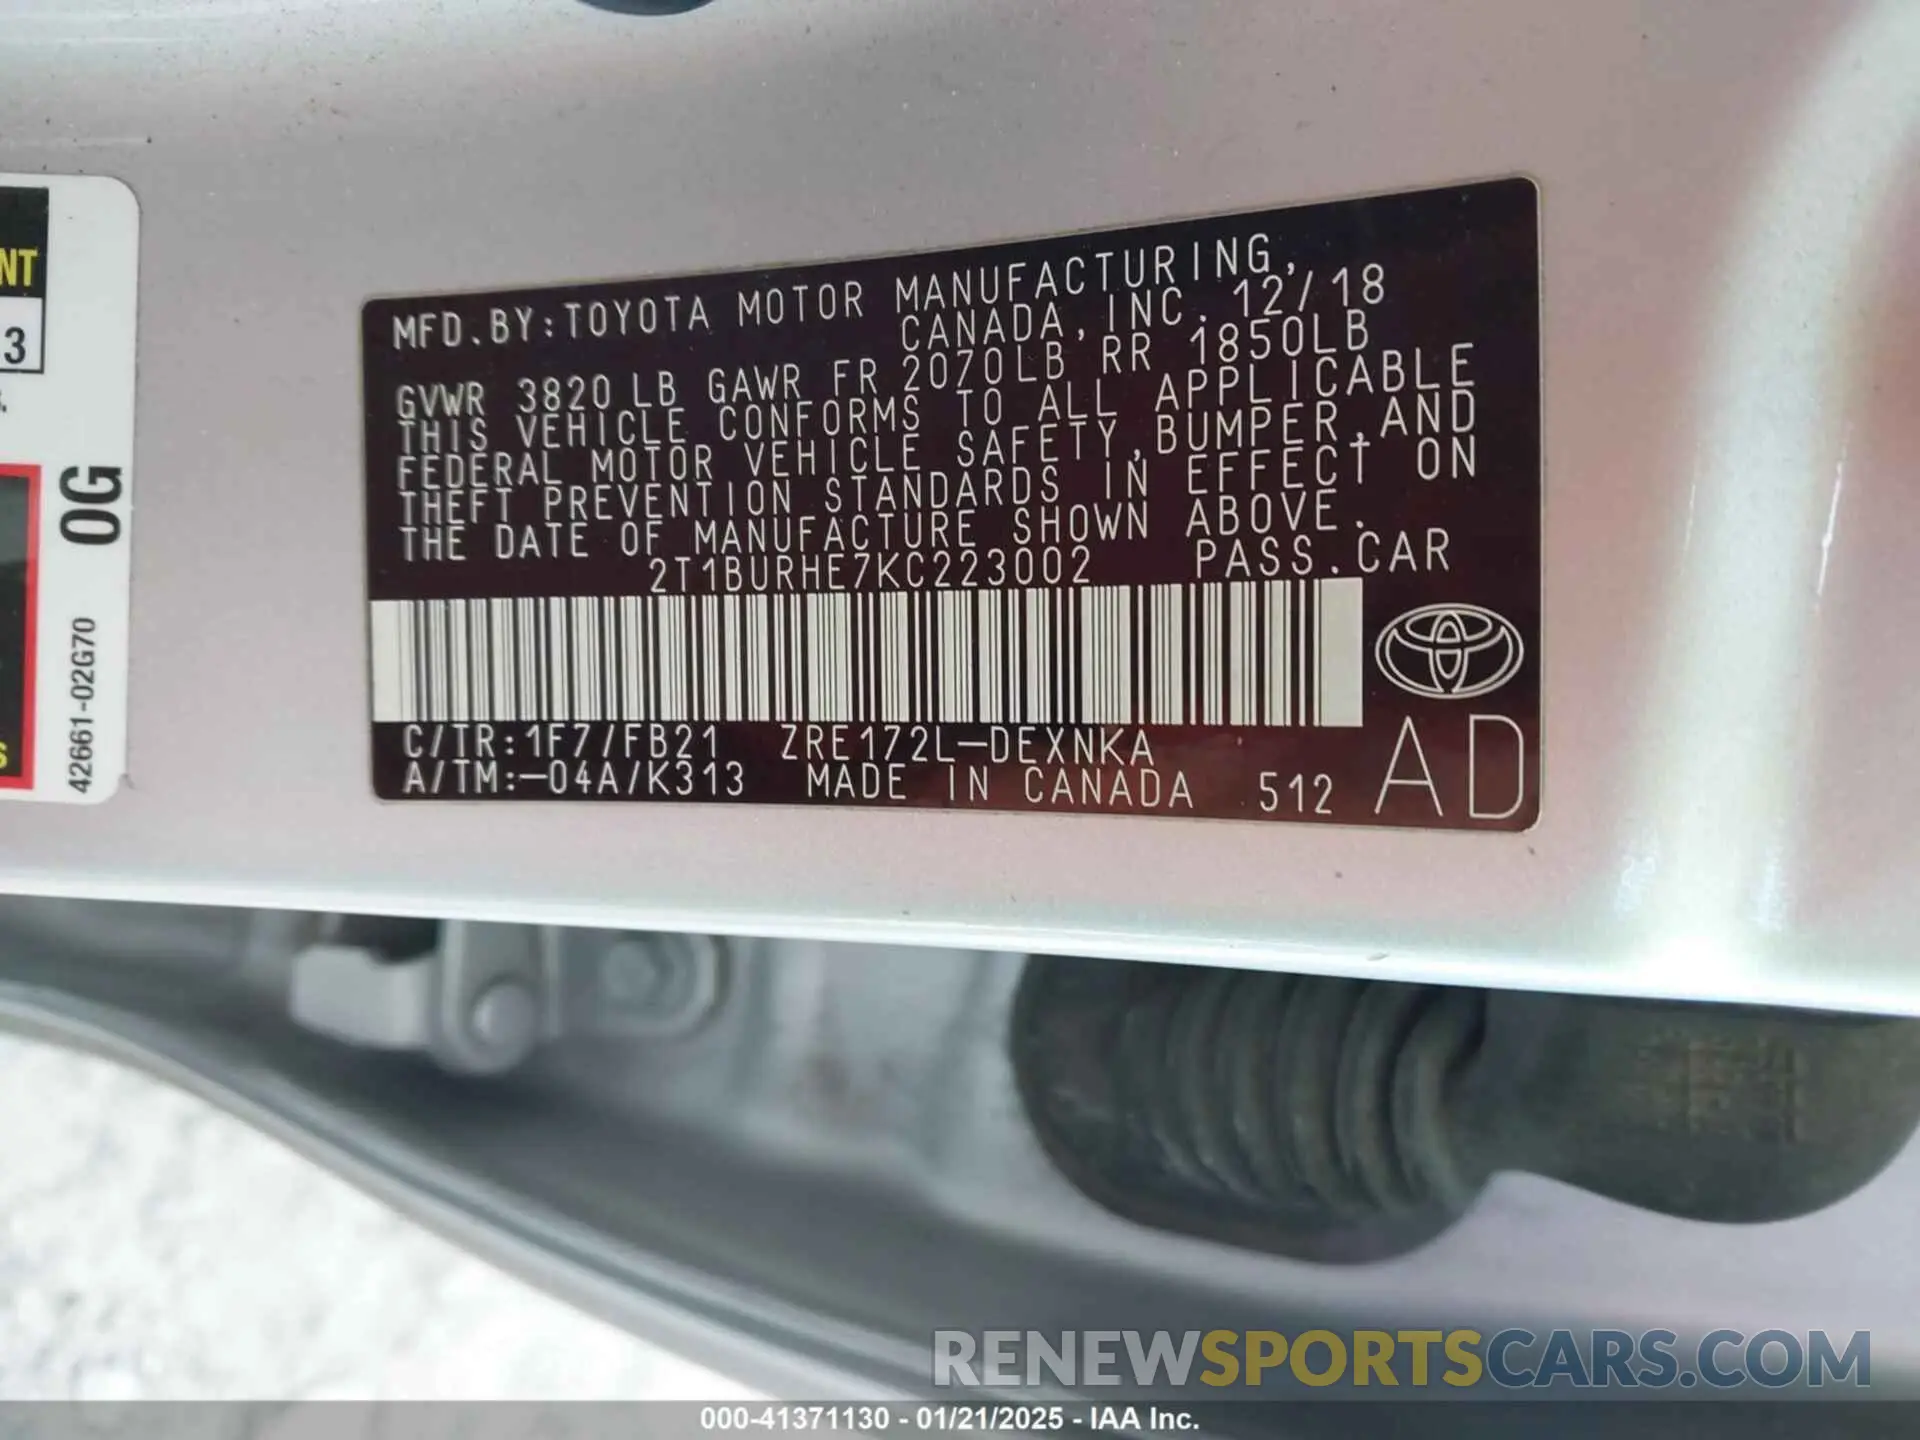 MFD.BY:TOYOTA MOTOR MANUFACTURING,
CANADA,INC. 12/18
GVWR 3820LB GAWR FR 2070LB RR 1850LB
THIS VEHICLE CONFORMS TO ALL APPLICABLE
FEDERAL MOTOR VEHICLE SAFETY,BUMPER,AND
THEFT PREVENTION STANDARDS IN EFFECT ON
THE DATE OF MANUFACTURE SHOWN ABOVE.
2T1BURHE7KC223002 PASS.CAR
C/TR:1F7/FB21 ZRE172L-DEXNKA
A/TM:-04A/K313 MADE IN CANADA 512
AD
NT
3
0G
42661-02G70
S
RENEWSPORTSCARS.COM
000-41371130 - 01/21/2025 - IAA Inc.